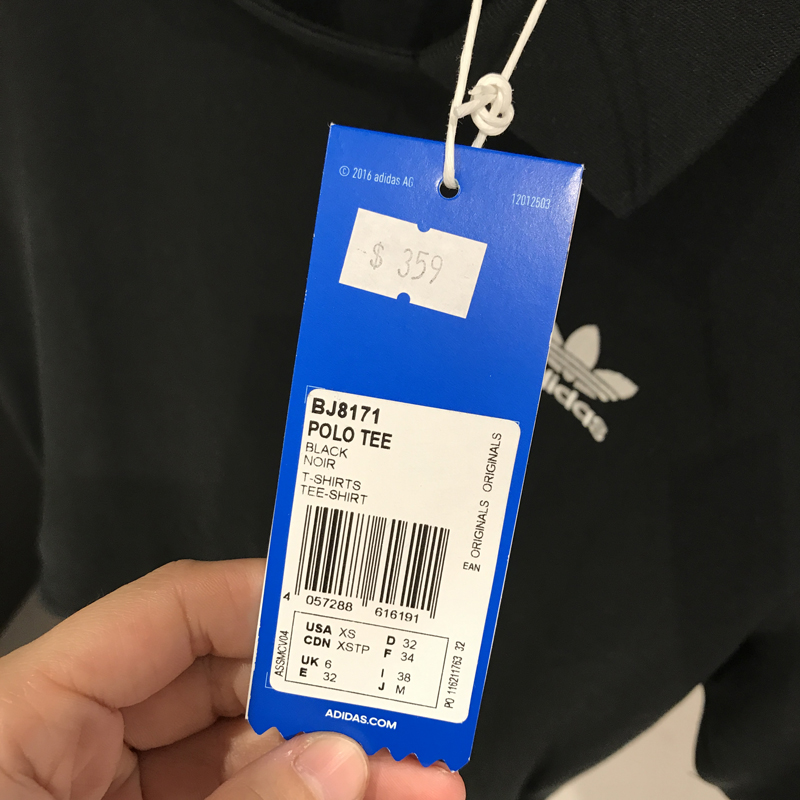 © 2016 adidas AG
12012503
$ 359
adidas
BJ8171
POLO TEE
BLACK
NOIR
T-SHIRTS
TEE-SHIRT
ORIGINALS ORIGINALS
EAN
4 057288 616191
ASSMCV04
USA XS D 32
CDN XSTP F 34
UK 6 I 38
E 32 J M
PO 116211763 32
ADIDAS.COM